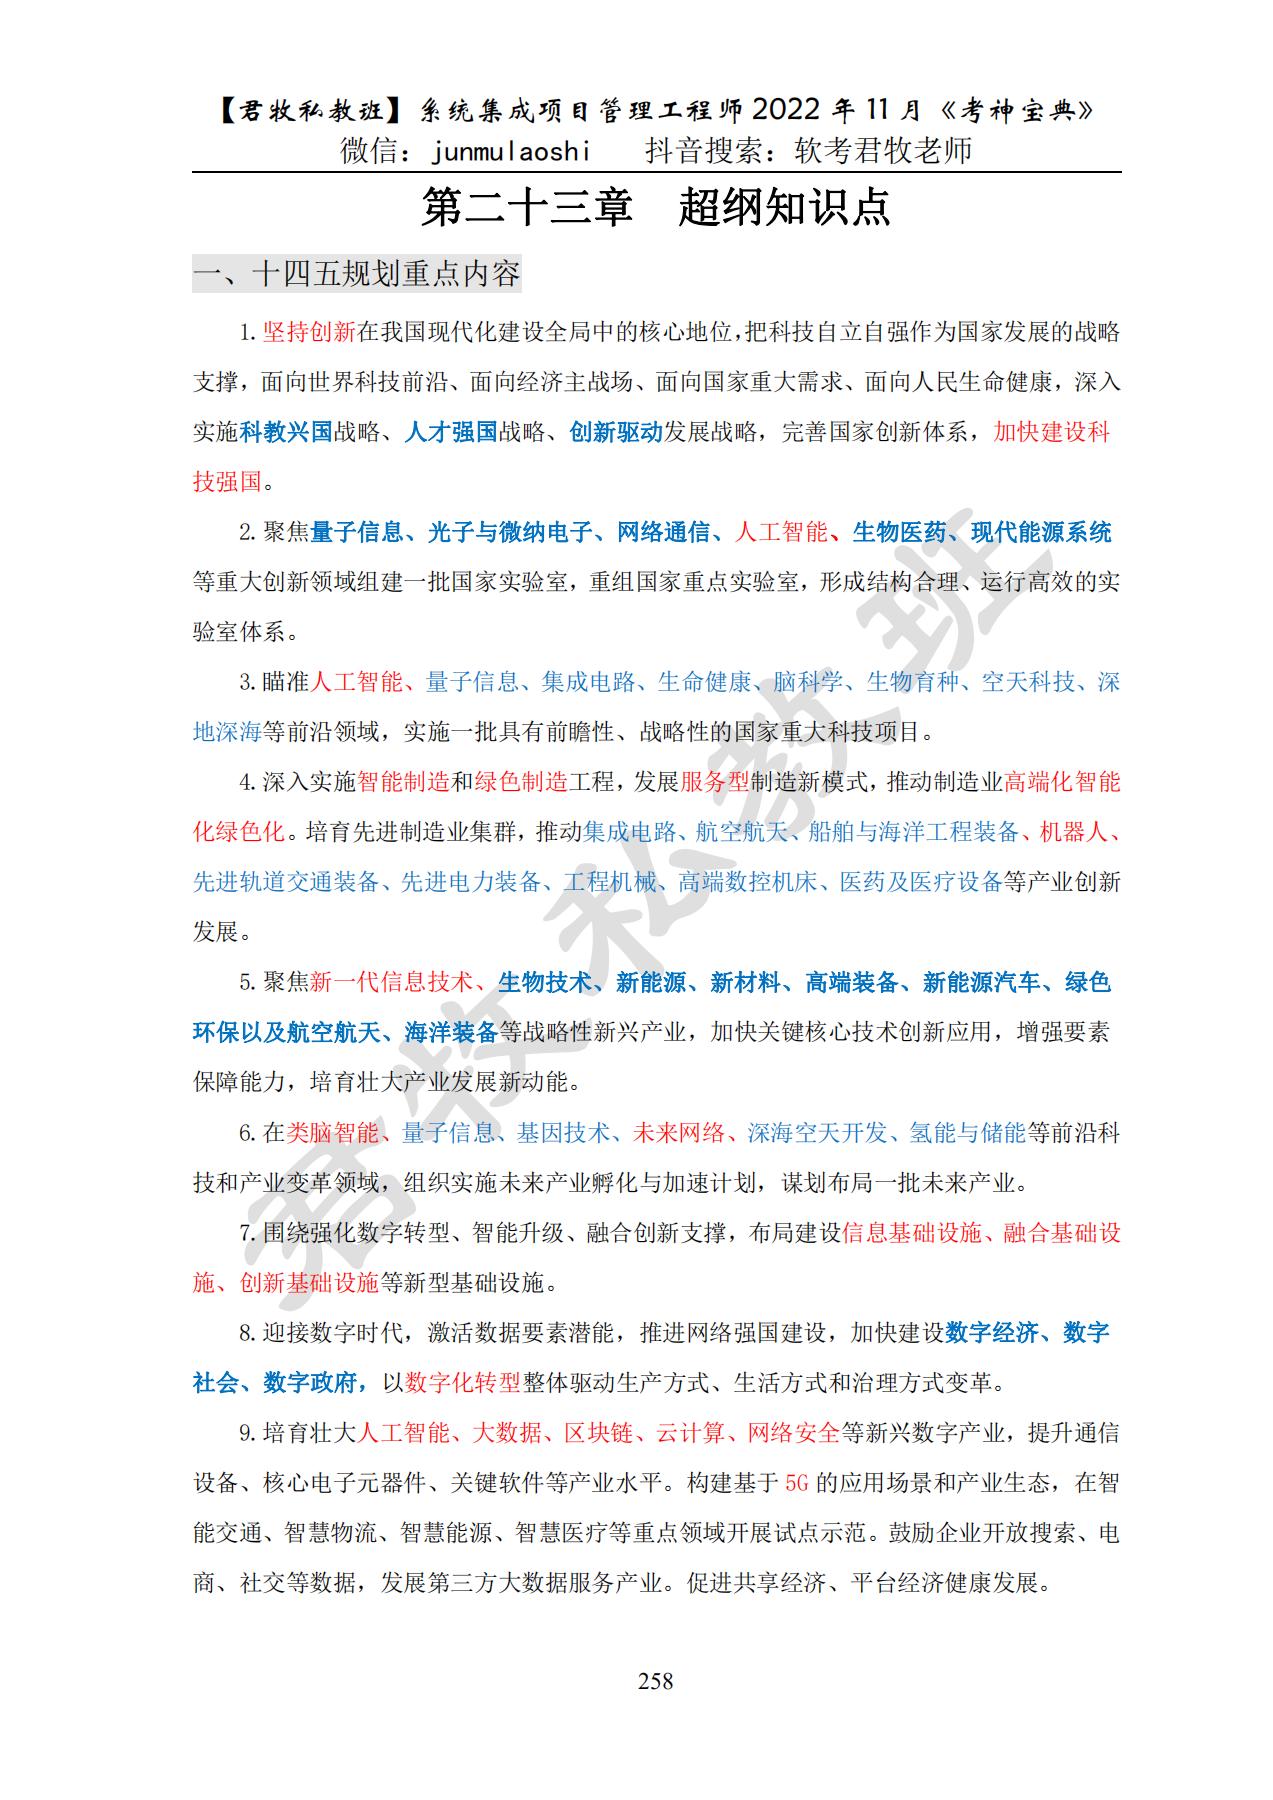 【君牧私教班】系统集成项目管理工程师2022年11月《考神宝典》
微信：junmulaoshi 抖音搜索：软考君牧老师
第二十三章 超纲知识点
一、十四五规划重点内容
1.坚持创新在我国现代化建设全局中的核心地位,把科技自立自强作为国家发展的战略
支撑，面向世界科技前沿、面向经济主战场、面向国家重大需求、面向人民生命健康，深入
实施科教兴国战略、人才强国战略、创新驱动发展战略，完善国家创新体系，加快建设科
技强国。
2.聚焦量子信息、光子与微纳电子、网络通信、人工智能、生物医药、现代能源系统
等重大创新领域组建一批国家实验室，重组国家重点实验室，形成结构合理、运行高效的实
验室体系。
3.瞄准人工智能、量子信息、集成电路、生命健康、脑科学、生物育种、空天科技、深
地深海等前沿领域，实施一批具有前瞻性、战略性的国家重大科技项目。
4.深入实施智能制造和绿色制造工程，发展服务型制造新模式，推动制造业高端化智能
化绿色化。培育先进制造业集群，推动集成电路、航空航天、船舶与海洋工程装备、机器人、
先进轨道交通装备、先进电力装备、工程机械、高端数控机床、医药及医疗设备等产业创新
发展。
5.聚焦新一代信息技术、生物技术、新能源、新材料、高端装备、新能源汽车、绿色
环保以及航空航天、海洋装备等战略性新兴产业，加快关键核心技术创新应用，增强要素
保障能力，培育壮大产业发展新动能。
6.在类脑智能、量子信息、基因技术、未来网络、深海空天开发、氢能与储能等前沿科
技和产业变革领域，组织实施未来产业孵化与加速计划，谋划布局一批未来产业。
7.围绕强化数字转型、智能升级、融合创新支撑，布局建设信息基础设施、融合基础设
施、创新基础设施等新型基础设施。
8.迎接数字时代，激活数据要素潜能，推进网络强国建设，加快建设数字经济、数字
社会、数字政府，以数字化转型整体驱动生产方式、生活方式和治理方式变革。
9.培育壮大人工智能、大数据、区块链、云计算、网络安全等新兴数字产业，提升通信
设备、核心电子元器件、关键软件等产业水平。构建基于 5G 的应用场景和产业生态，在智
能交通、智慧物流、智慧能源、智慧医疗等重点领域开展试点示范。鼓励企业开放搜索、电
商、社交等数据，发展第三方大数据服务产业。促进共享经济、平台经济健康发展。
君牧私教班
258